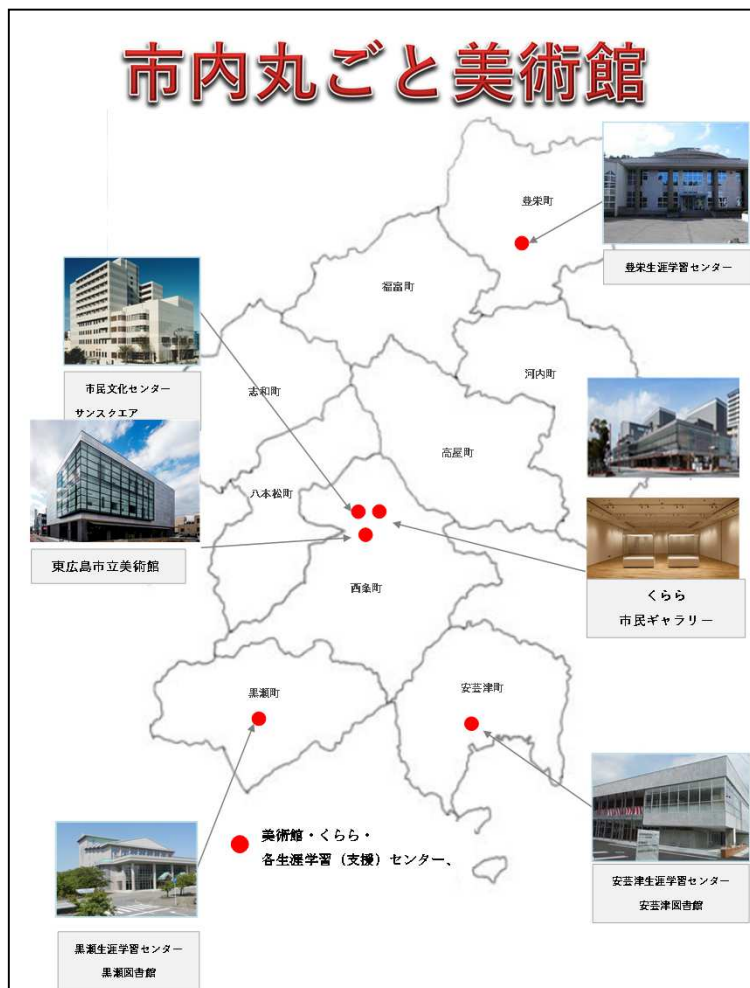 市内丸ごと美術館
豊栄町
豊栄生涯学習センター
福富町
市民文化センター
サンスクエア
志和町
河内町
高屋町
八本松町
東広島市立美術館
くらら
市民ギャラリー
西条町
黒瀬町
安芸津町
美術館・くらら・
各生涯学習（支援）センター、
安芸津生涯学習センター
安芸津図書館
黒瀬生涯学習センター
黒瀬図書館